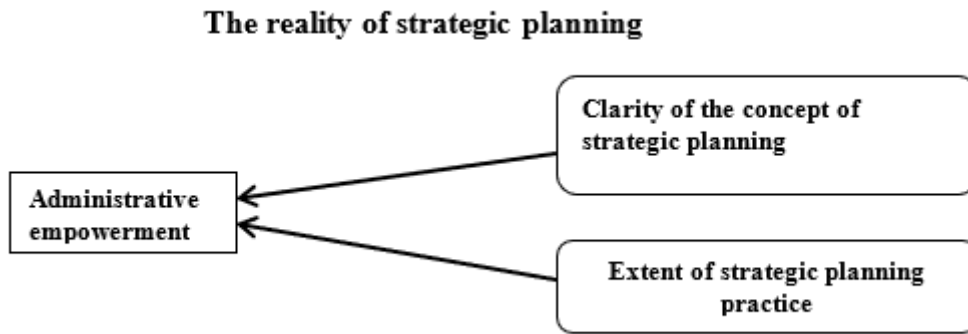 The reality of strategic planning
Clarity of the concept of
strategic planning
Administrative
empowerment
Extent of strategic planning
practice